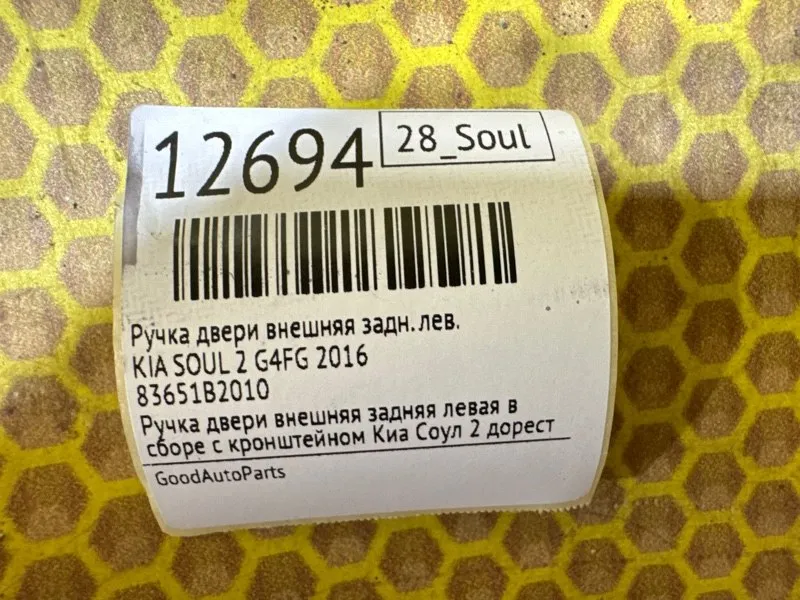 12694
28_Soul
Ручка двери внешняя задн.лев.
KIA SOUL 2 G4FG 2016
83651B2010
Ручка двери внешняя задняя левая в
сборе с кронштейном Киа Соул 2 дорест
GoodAutoParts